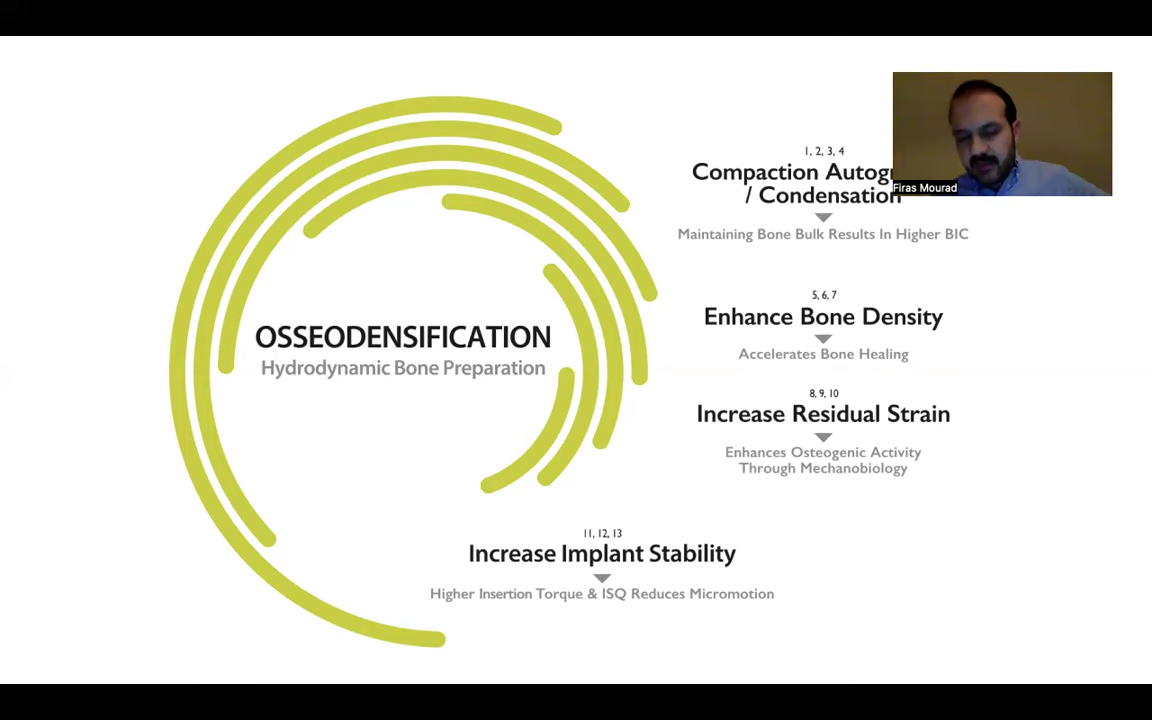 OSSEODENSIFICATION
Hydrodynamic Bone Preparation
1, 2, 3, 4
Compaction
/ Condensation
Maintaining Bone Bulk Results In Higher BIC
Firas Mourad
5, 6, 7
Enhance Bone Density
Accelerates Bone Healing
8, 9, 10
Increase Residual Strain
Enhances Osteogenic Activity
Through Mechanobiology
11, 12, 13
Increase Implant Stability
Higher Insertion Torque & ISQ Reduces Micromotion